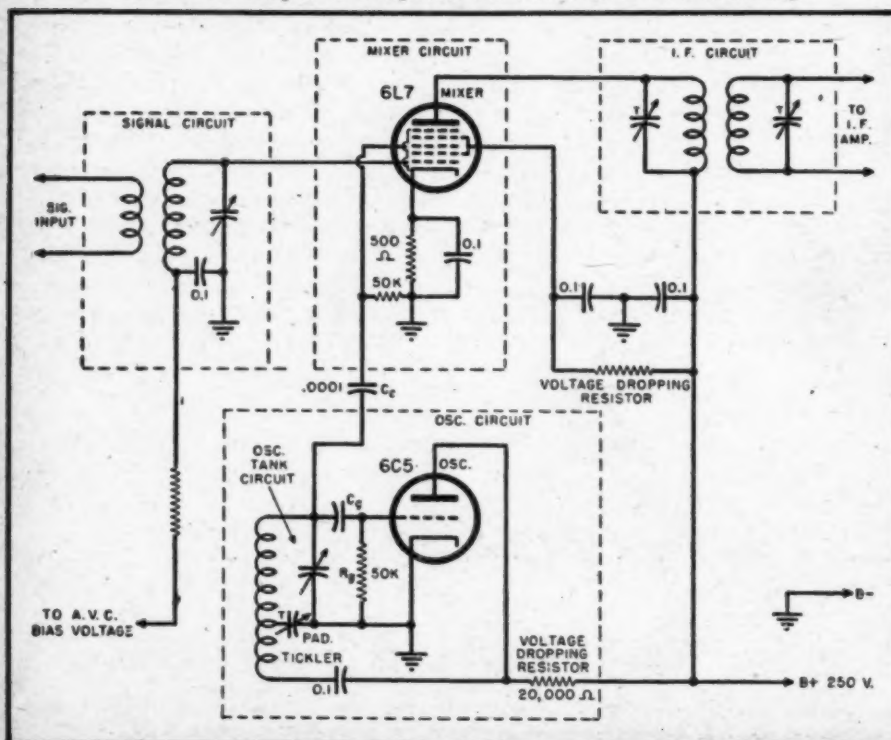 MIXER CIRCUIT
I.F. CIRCUIT
6L7
MIXER
SIGNAL CIRCUIT
T
T
TO
I.F.
AMP.
SIG.
INPUT
500
Ω
0.1
50K
0.1
0.1
0.1
VOLTAGE DROPPING
RESISTOR
.0001
Cc
OSC. CIRCUIT
OSC.
TANK
CIRCUIT
6C5
OSC.
Cg
Rg
50K
T
PAD.
TO A.V.C.
BIAS VOLTAGE
TICKLER
0.1
VOLTAGE
DROPPING
RESISTOR
20,000 Ω
B-
B+ 250 V.